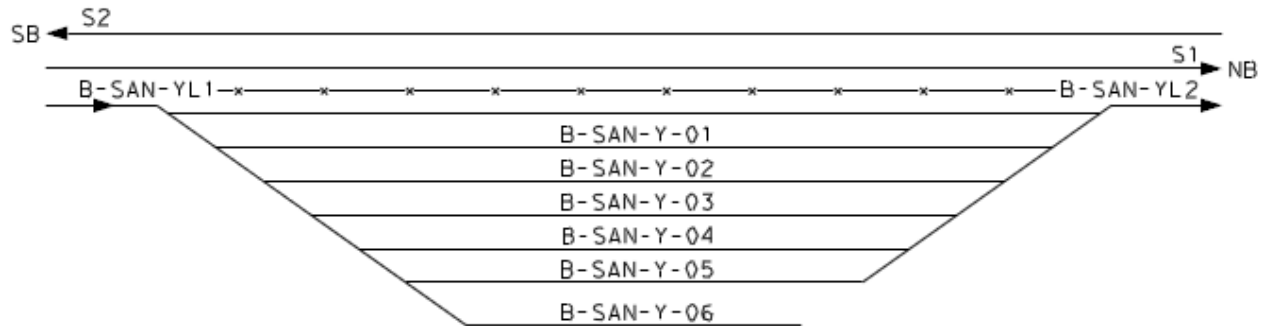 S2
SB
S1
NB
B-SAN-YL1
B-SAN-YL2
B-SAN-Y-01
B-SAN-Y-02
B-SAN-Y-03
B-SAN-Y-04
B-SAN-Y-05
B-SAN-Y-06